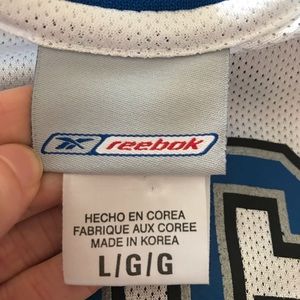 Reebok
HECHO EN COREA
FABRIQUE AUX COREE
MADE IN KOREA
L/G/G